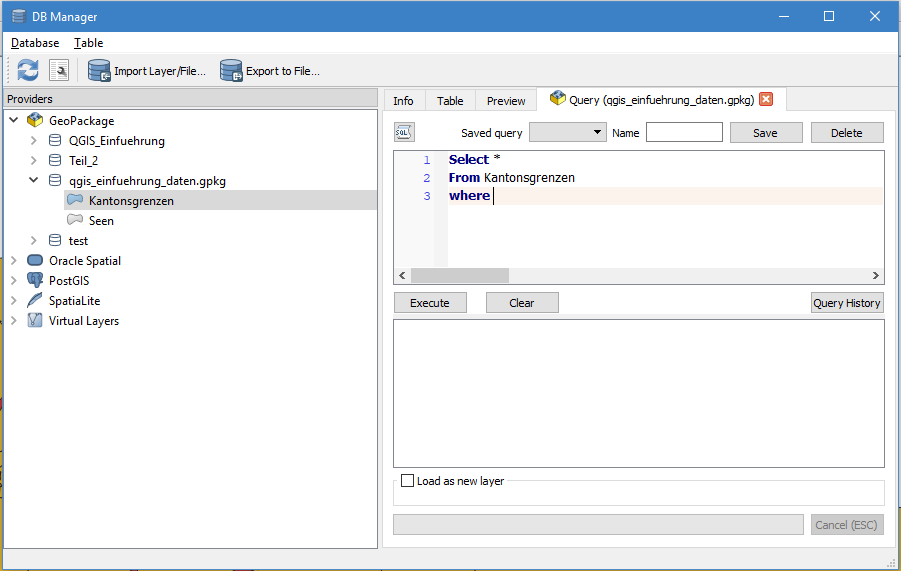 DB Manager
Database Table
Import Layer/File... Export to File...
Providers
GeoPackage
QGIS_Einfuehrung
Teil_2
qgis_einfuehrung_daten.gpkg
Kantonsgrenzen
Seen
test
Oracle Spatial
PostGIS
SpatiaLite
Virtual Layers
Info Table Preview Query (qgis_einfuehrung_daten.gpkg)
SQL Saved query Name Save Delete
1 Select *
2 From Kantonsgrenzen
3 where
Execute Clear Query History
Load as new layer
Cancel (ESC)